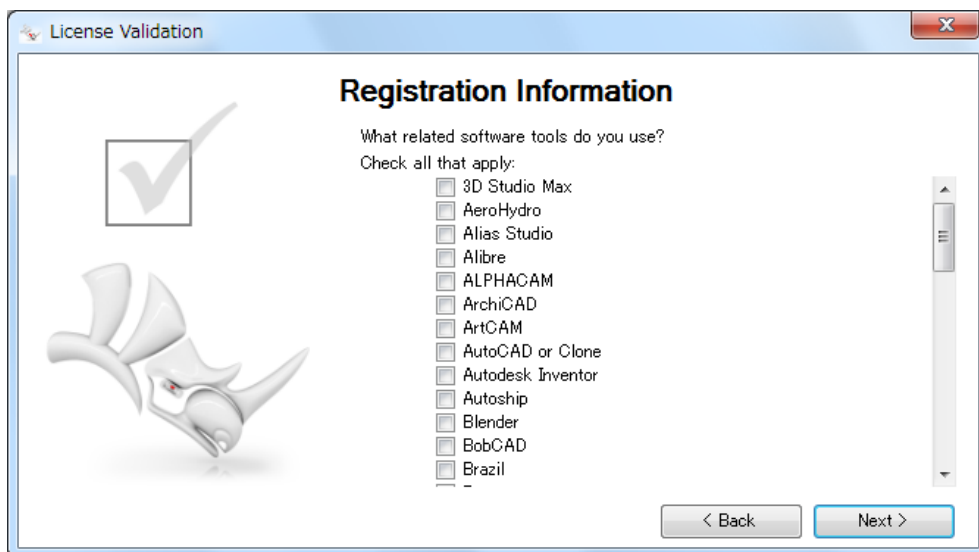 License Validation
Registration Information
What related software tools do you use?
Check all that apply:
3D Studio Max
AeroHydro
Alias Studio
Alibre
ALPHACAM
ArchiCAD
ArtCAM
AutoCAD or Clone
Autodesk Inventor
Autoship
Blender
BobCAD
Brazil
< Back
Next >